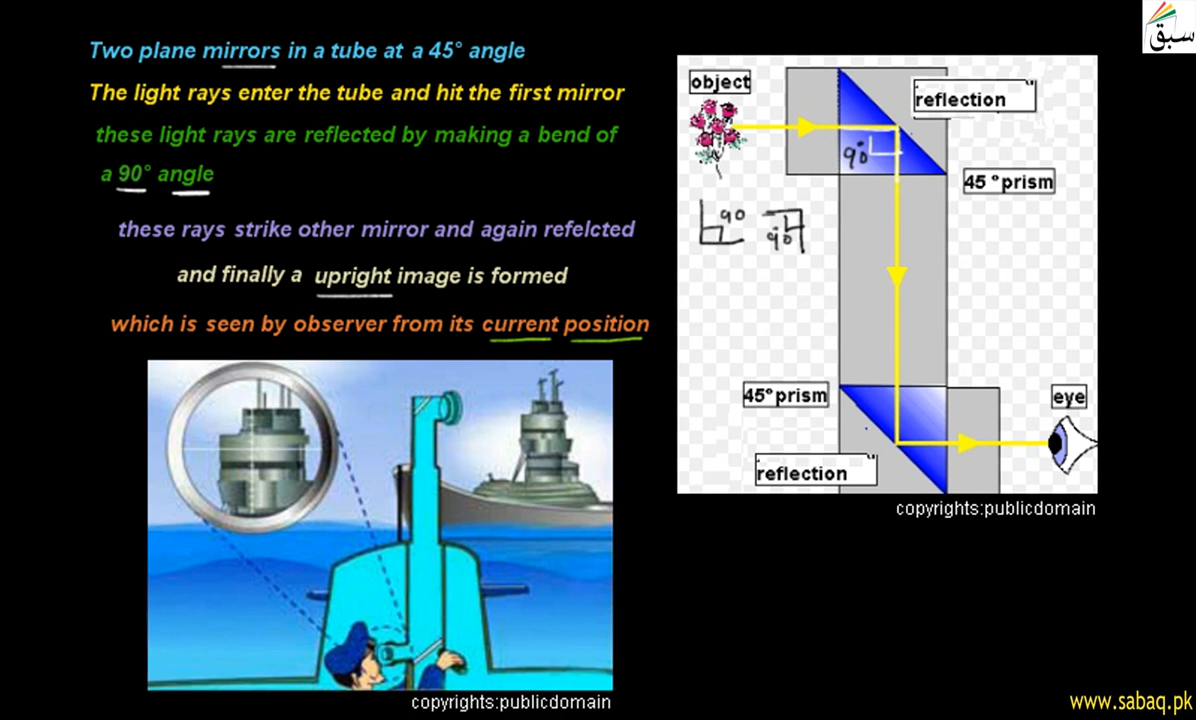 Two plane mirrors in a tube at a 45° angle
The light rays enter the tube and hit the first mirror
these light rays are reflected by making a bend of
a 90° angle
these rays strike other mirror and again refelcted
and finally a upright image is formed
which is seen by observer from its current position
copyrights:publicdomain
سبق
object
reflection
90°
45 °prism
90
90
45°prism
eye
reflection
copyrights:publicdomain
www.sabaq.pk